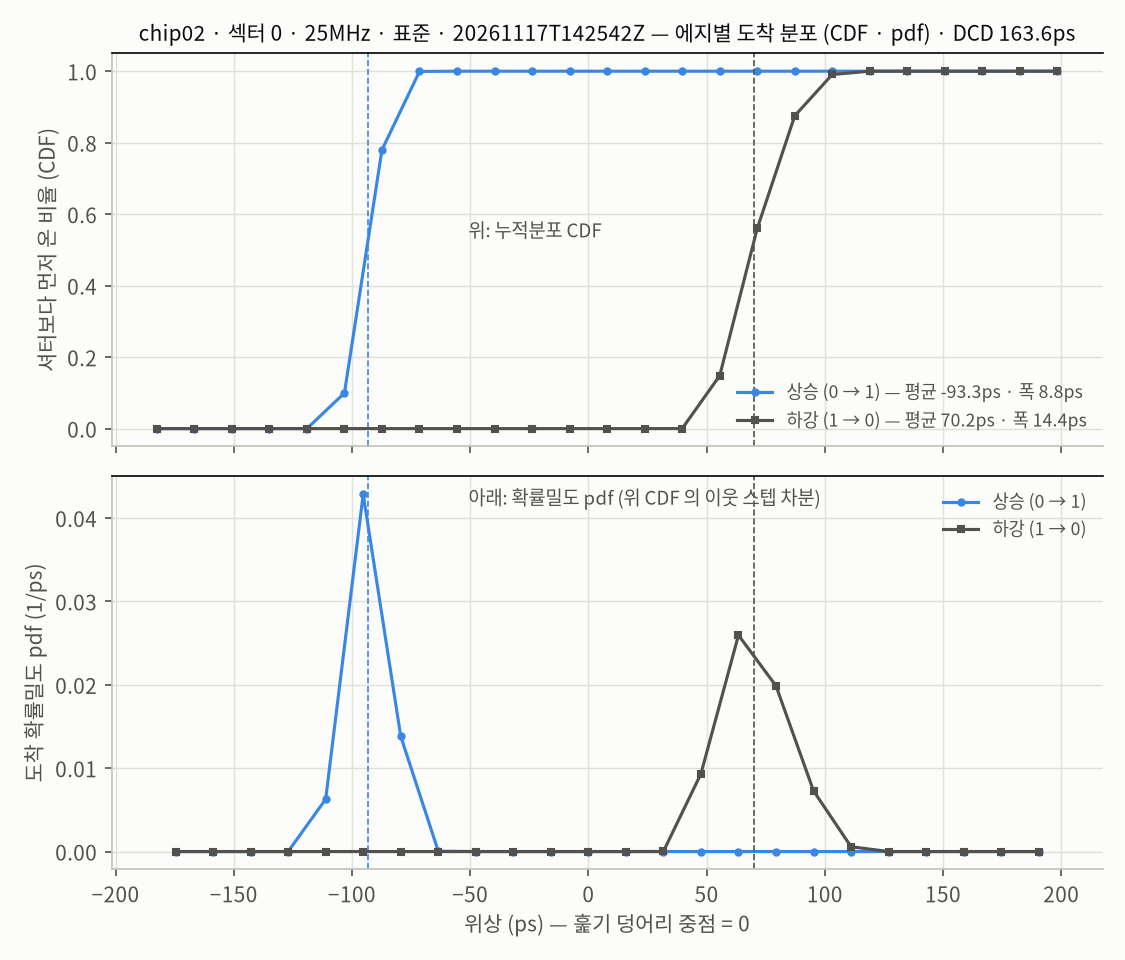 chip02 · 섹터 0 · 25MHz · 표준 · 20261117T142542Z — 에지별 도착 분포 (CDF · pdf) · DCD 163.6ps
셔터보다 먼저 온 비율 (CDF)
1.0
0.8
0.6
0.4
0.2
0.0
위: 누적분포 CDF
상승 (0 → 1) — 평균 -93.3ps · 폭 8.8ps
하강 (1 → 0) — 평균 70.2ps · 폭 14.4ps
도착 확률밀도 pdf (1/ps)
0.04
0.03
0.02
0.01
0.00
아래: 확률밀도 pdf (위 CDF 의 이웃 스텝 차분)
상승 (0 → 1)
하강 (1 → 0)
−200 −150 −100 −50 0 50 100 150 200
위상 (ps) — 훑기 덩어리 중점 = 0